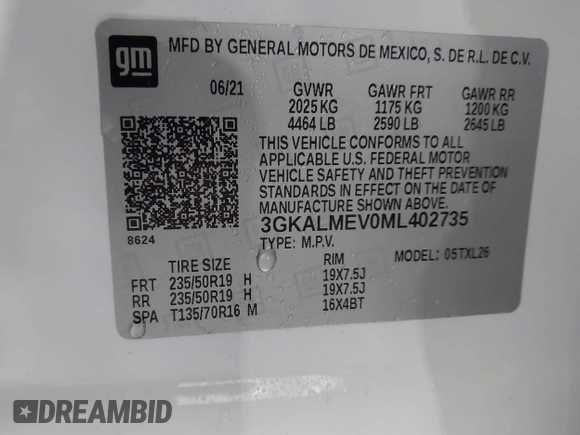 gm
MFD BY GENERAL MOTORS DE MEXICO, S. DE R.L. DE C.V.
06/21 GVWR GAWR FRT GAWR RR
2025 KG 1175 KG 1200 KG
4464 LB 2590 LB 2645 LB
THIS VEHICLE CONFORMS TO ALL
APPLICABLE U.S. FEDERAL MOTOR
VEHICLE SAFETY AND THEFT PREVENTION
STANDARDS IN EFFECT ON THE DATE OF
MANUFACTURE SHOWN ABOVE.
8624
3GKALMEV0ML402735
TYPE: M.P.V. MODEL: 05TXL26
TIRE SIZE RIM
FRT 235/50R19 H 19X7.5J
RR 235/50R19 H 19X7.5J
SPA T135/70R16 M 16X4BT
DREAMBID